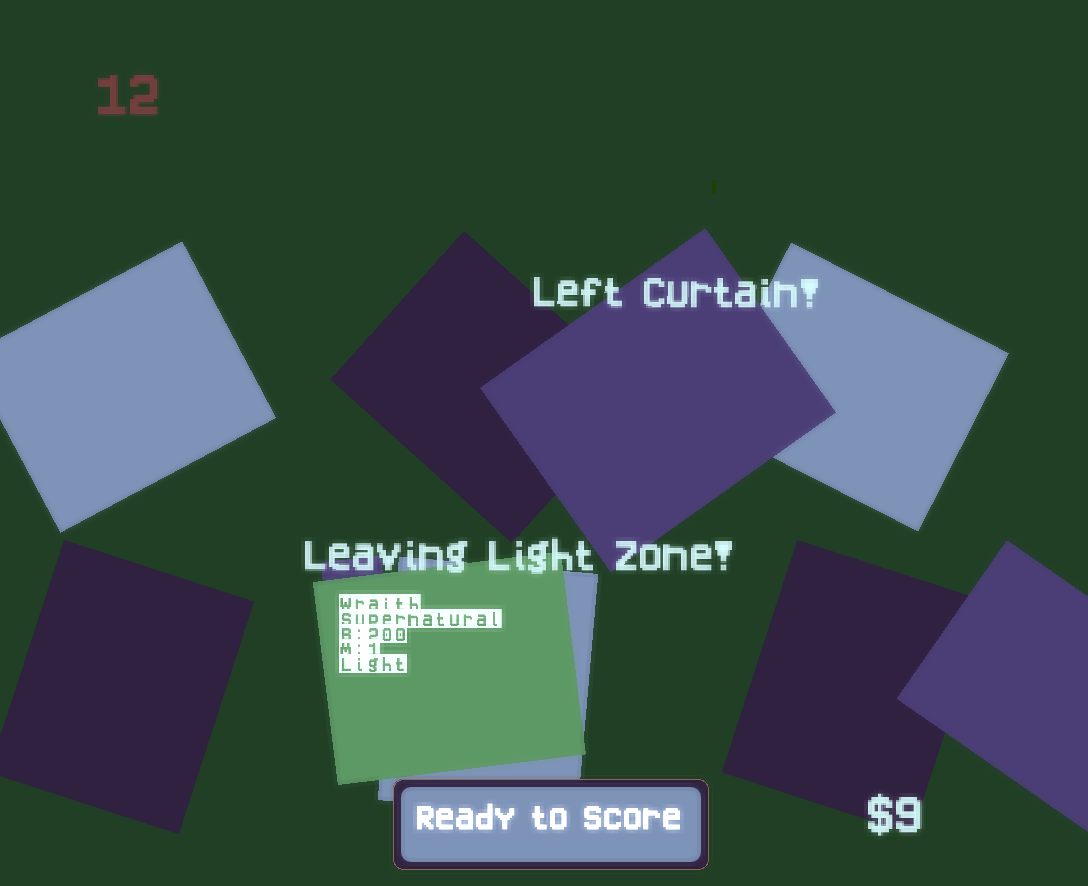 12
Left Curtain!
Leaving Light Zone!
Wraith
Supernatural
B:200
M:1
Light
Ready to Score
$9